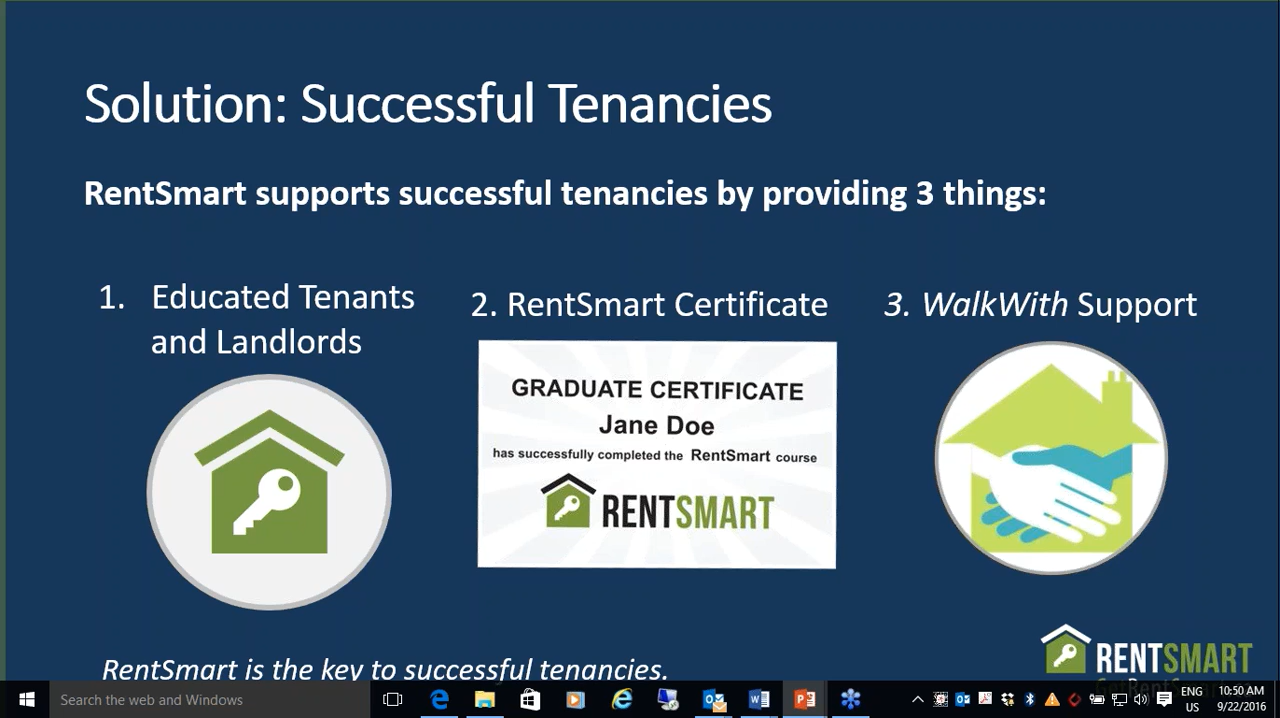 Solution: Successful Tenancies
RentSmart supports successful tenancies by providing 3 things:
1. Educated Tenants
and Landlords
2. RentSmart Certificate
GRADUATE CERTIFICATE
Jane Doe
has successfully completed the RentSmart course
RENTSMART
3. WalkWith Support
RentSmart is the key to successful tenancies.
RENTSMART
Search the web and Windows
ENG
US
10:50 AM
9/22/2016